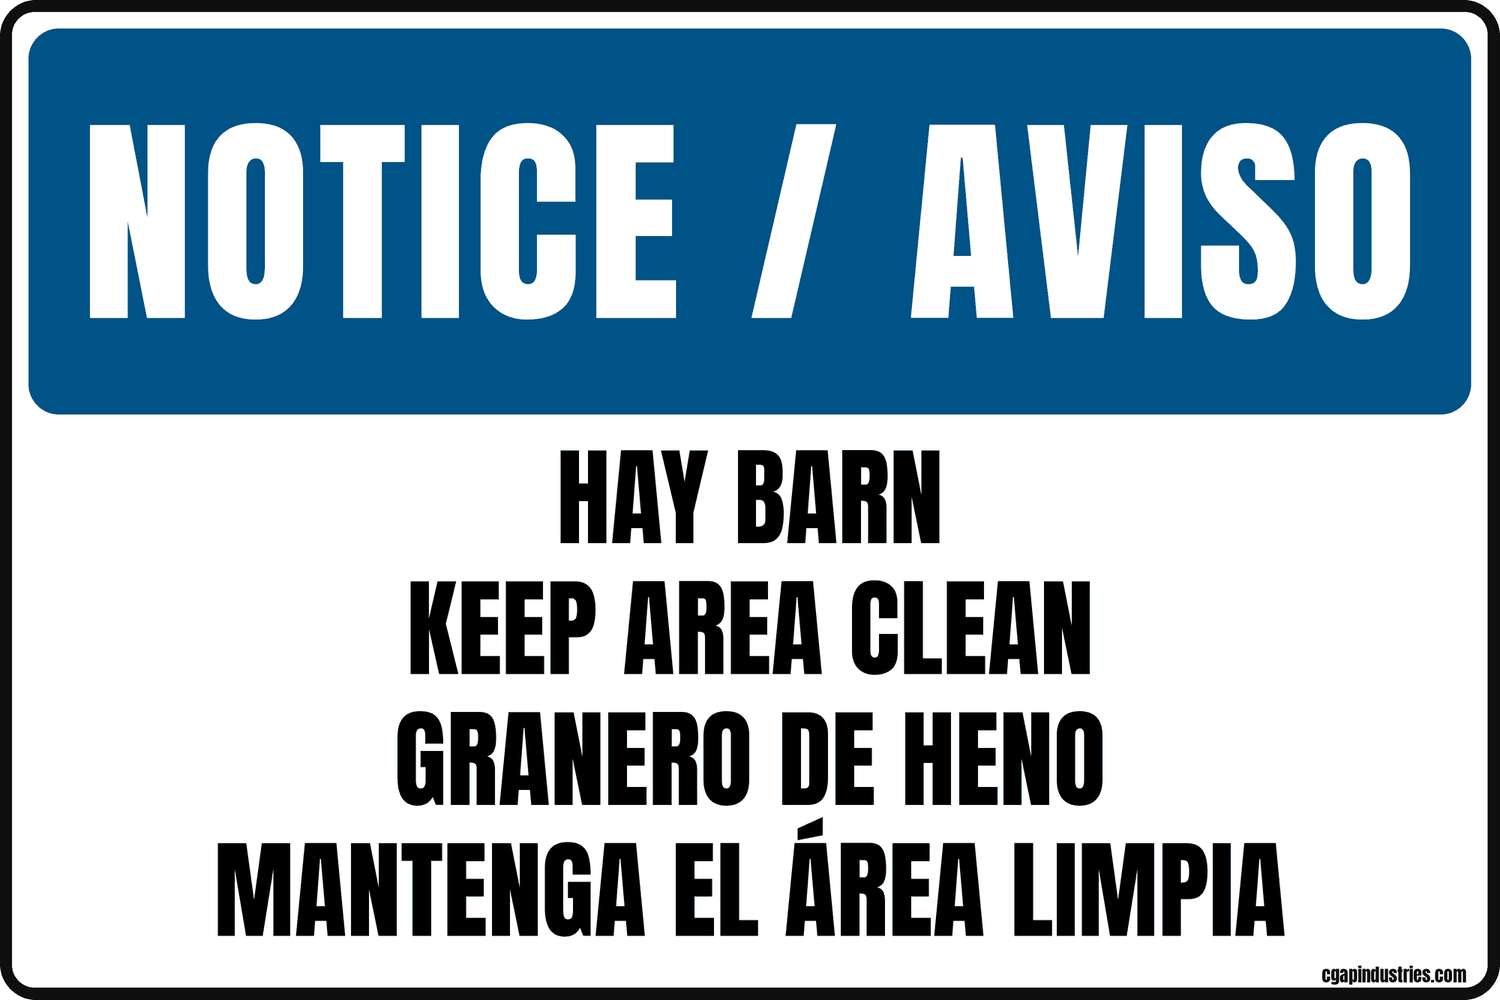 NOTICE / AVISO
HAY BARN
KEEP AREA CLEAN
GRANERO DE HENO
MANTENGA EL ÁREA LIMPIA
cgapindustries.com